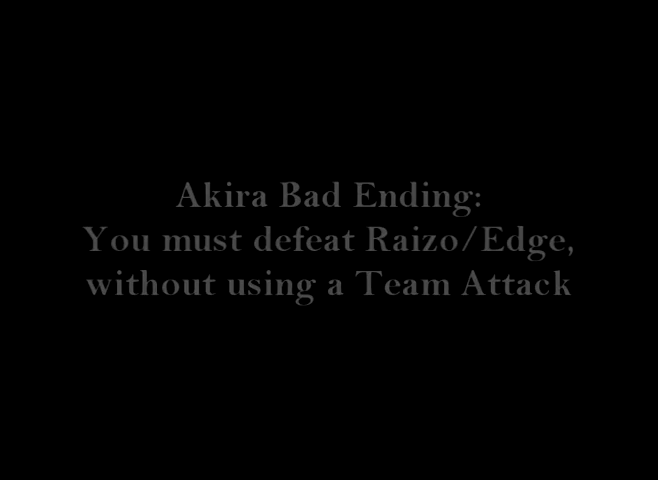 Akira Bad Ending:
You must defeat Raizo/Edge,
without using a Team Attack